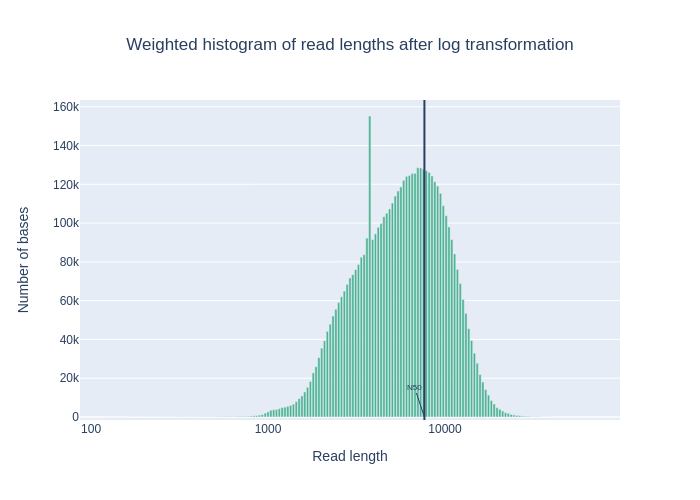 Weighted histogram of read lengths after log transformation
160k
140k
120k
100k
80k
60k
40k
20k
0
Number of bases
N50
100
1000
10000
Read length